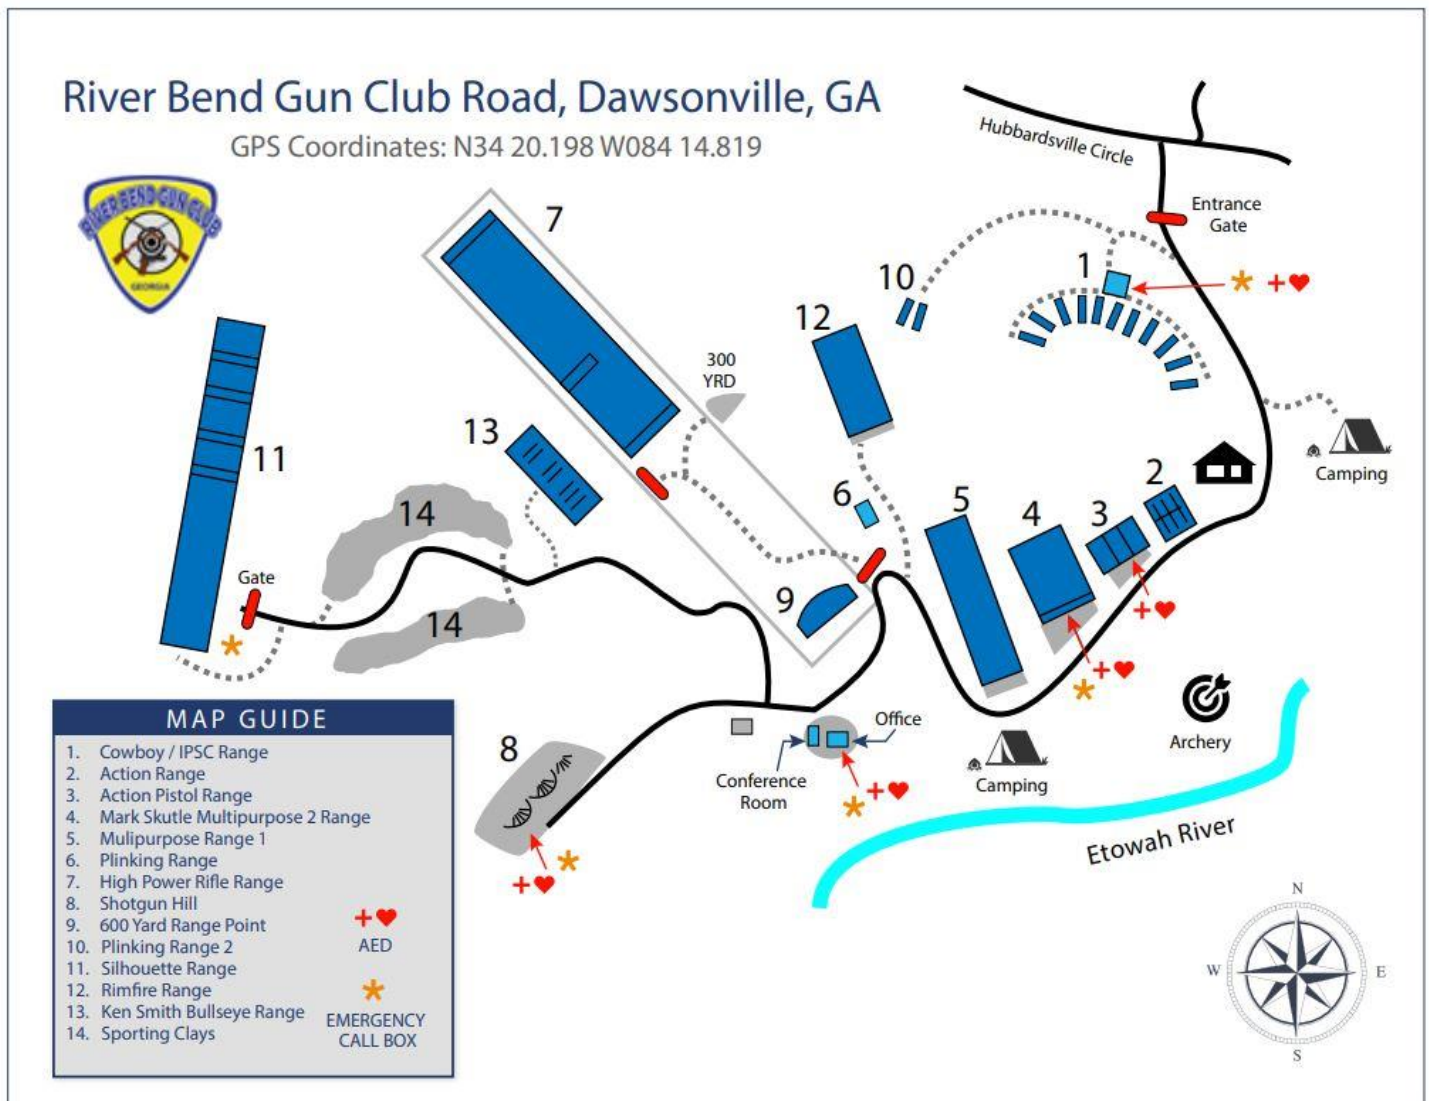 River Bend Gun Club Road, Dawsonville, GA
GPS Coordinates: N34 20.198 W084 14.819
RIVER BEND GUN CLUB
GEORGIA
Hubbardsville Circle
Entrance
Gate
7
1
10
12
300
YRD
13
11
14
6
5
4
3
2
Camping
Gate
9
14
8
Office
Conference
Room
Camping
Archery
Etowah River
MAP GUIDE
1. Cowboy / IPSC Range
2. Action Range
3. Action Pistol Range
4. Mark Skutle Multipurpose 2 Range
5. Mulipurpose Range 1
6. Plinking Range
7. High Power Rifle Range
8. Shotgun Hill
9. 600 Yard Range Point
10. Plinking Range 2
11. Silhouette Range
12. Rimfire Range
13. Ken Smith Bullseye Range
14. Sporting Clays
AED
EMERGENCY
CALL BOX
N
W
E
S